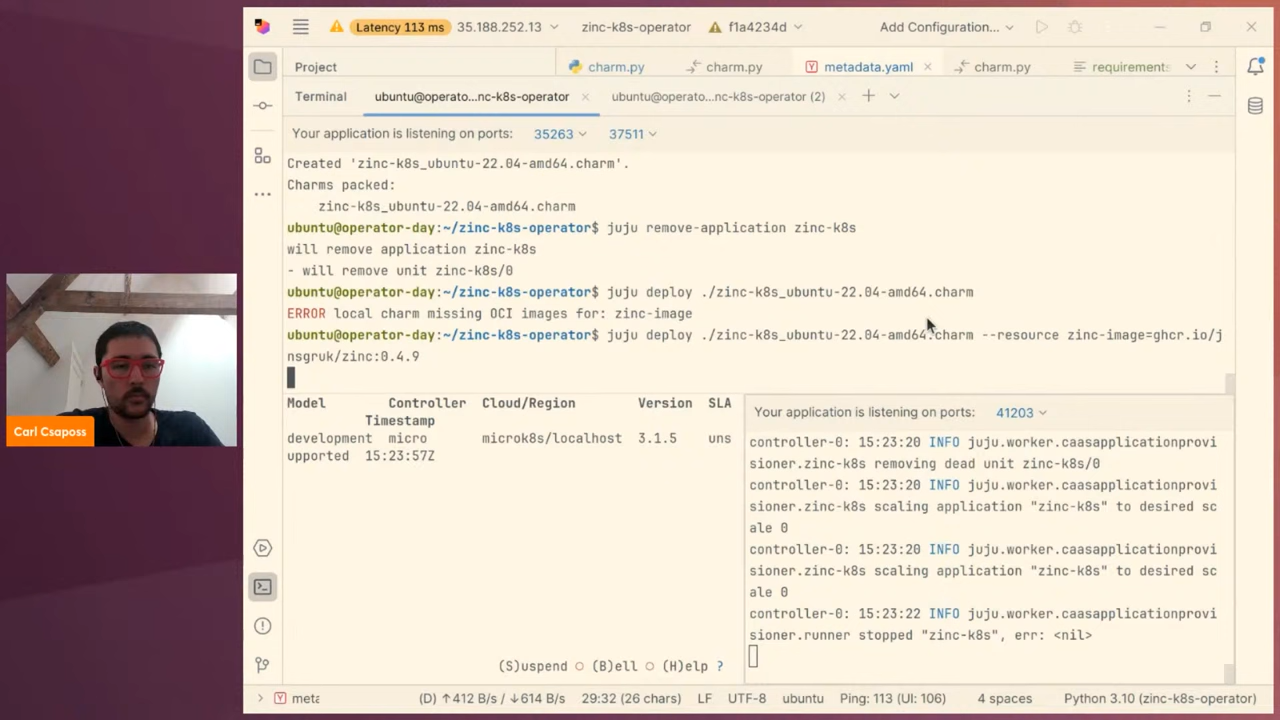 Latency 113 ms 35.188.252.13 zinc-k8s-operator f1a4234d Add Configuration...
Project charm.py charm.py metadata.yaml charm.py requirements
Terminal ubuntu@operato...nc-k8s-operator ubuntu@operato...nc-k8s-operator (2)
Your application is listening on ports: 35263 37511
Created 'zinc-k8s_ubuntu-22.04-amd64.charm'.
Charms packed:
zinc-k8s_ubuntu-22.04-amd64.charm
ubuntu@operator-day:~/zinc-k8s-operator$ juju remove-application zinc-k8s
will remove application zinc-k8s
- will remove unit zinc-k8s/0
ubuntu@operator-day:~/zinc-k8s-operator$ juju deploy ./zinc-k8s_ubuntu-22.04-amd64.charm
ERROR local charm missing OCI images for: zinc-image
ubuntu@operator-day:~/zinc-k8s-operator$ juju deploy ./zinc-k8s_ubuntu-22.04-amd64.charm --resource zinc-image=ghcr.io/j
nsgruk/zinc:0.4.9
Model Controller Cloud/Region Version SLA
Timestamp
development micro microk8s/localhost 3.1.5 uns
upported 15:23:57Z
(S)uspend (B)ell (H)elp ?
Your application is listening on ports: 41203
controller-0: 15:23:20 INFO juju.worker.caasapplicationprovi
sioner.zinc-k8s removing dead unit zinc-k8s/0
controller-0: 15:23:20 INFO juju.worker.caasapplicationprovi
sioner.zinc-k8s scaling application "zinc-k8s" to desired sc
ale 0
controller-0: 15:23:20 INFO juju.worker.caasapplicationprovi
sioner.zinc-k8s scaling application "zinc-k8s" to desired sc
ale 0
controller-0: 15:23:22 INFO juju.worker.caasapplicationprovi
sioner.runner stopped "zinc-k8s", err: <nil>
Carl Csaposs
meta (D) ↑412 B/s / ↓614 B/s 29:32 (26 chars) LF UTF-8 ubuntu Ping: 113 (UI: 106) 4 spaces Python 3.10 (zinc-k8s-operator)